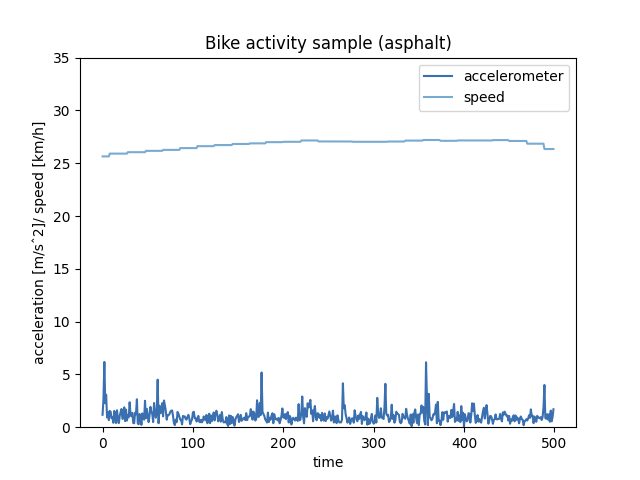 Bike activity sample (asphalt)
accelerometer
speed
acceleration [m/sˆ2]/ speed [km/h]
35
30
25
20
15
10
5
0
0 100 200 300 400 500
time